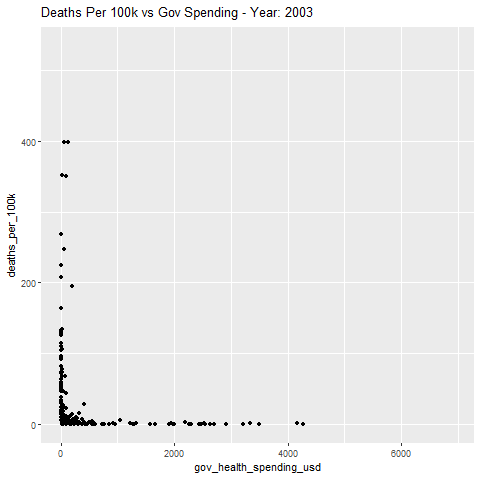 Deaths Per 100k vs Gov Spending - Year: 2003
deaths_per_100k
400
200
0
0 2000 4000 6000
gov_health_spending_usd